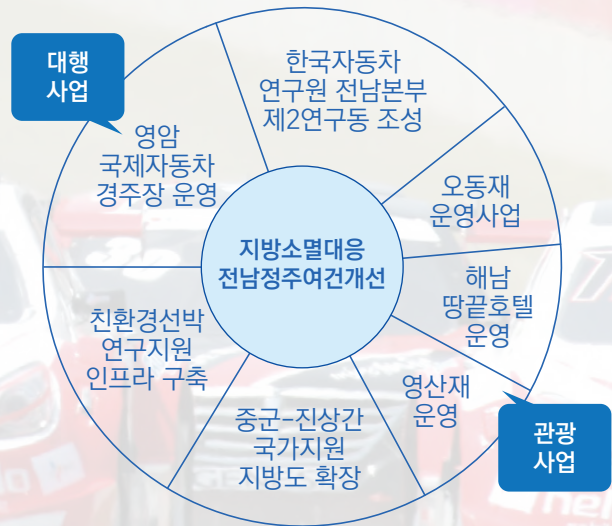 대행
사업
한국자동차
연구원 전남본부
제2연구동 조성
영암
국제자동차
경주장 운영
오동재
운영사업
지방소멸대응
전남정주여건개선
해남
땅끝호텔
운영
친환경선박
연구지원
인프라 구축
영산재
운영
중군-진상간
국가지원
지방도 확장
관광
사업